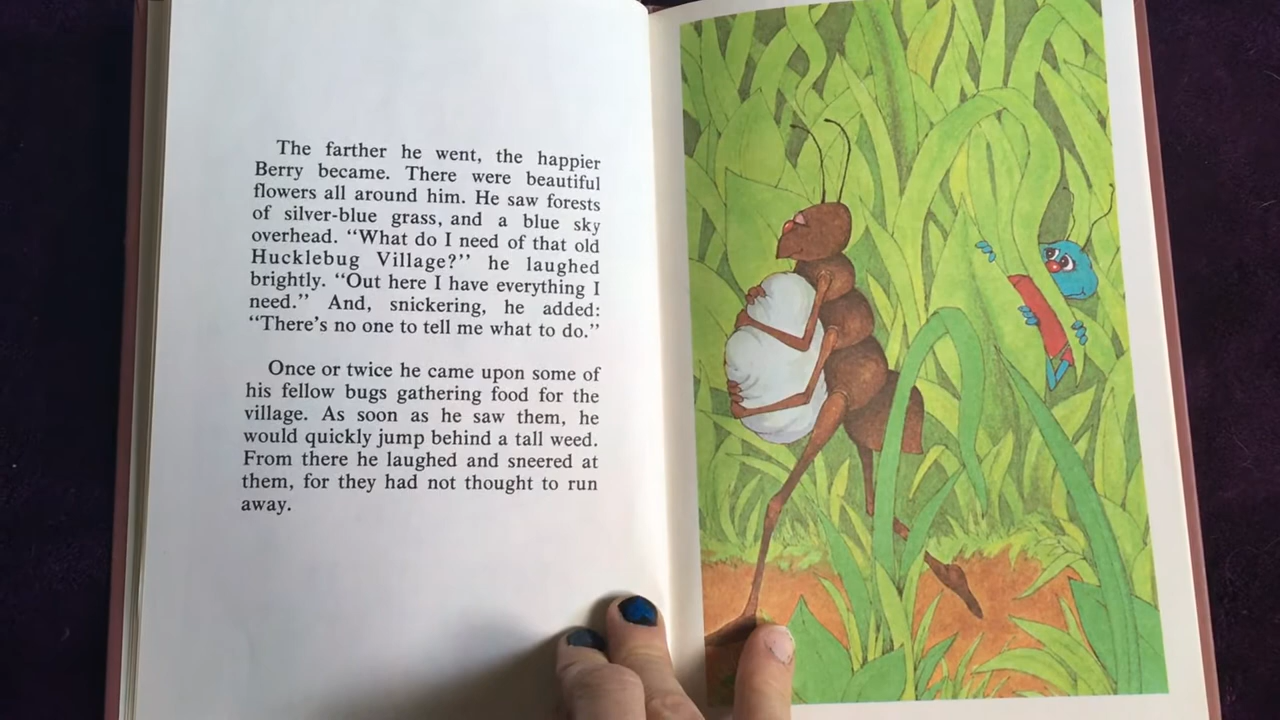 The farther he went, the happier
Berry became. There were beautiful
flowers all around him. He saw forests
of silver-blue grass, and a blue sky
overhead. “What do I need of that old
Hucklebug Village?” he laughed
brightly. “Out here I have everything I
need.” And, snickering, he added:
“There’s no one to tell me what to do.”
Once or twice he came upon some of
his fellow bugs gathering food for the
village. As soon as he saw them, he
would quickly jump behind a tall weed.
From there he laughed and sneered at
them, for they had not thought to run
away.